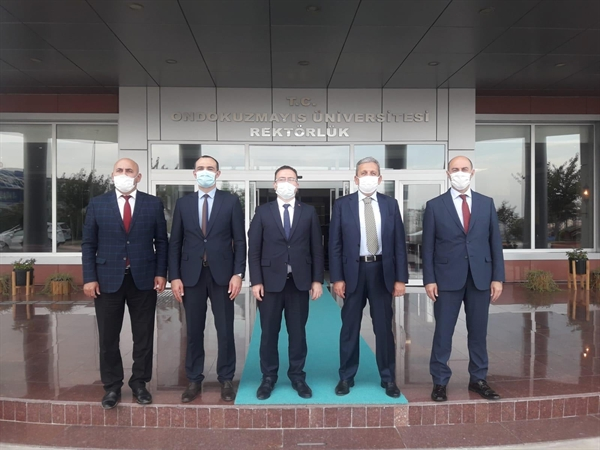 T.C.
ONDOKUZMAYIS ÜNİVERSİTESİ
REKTÖRLÜK